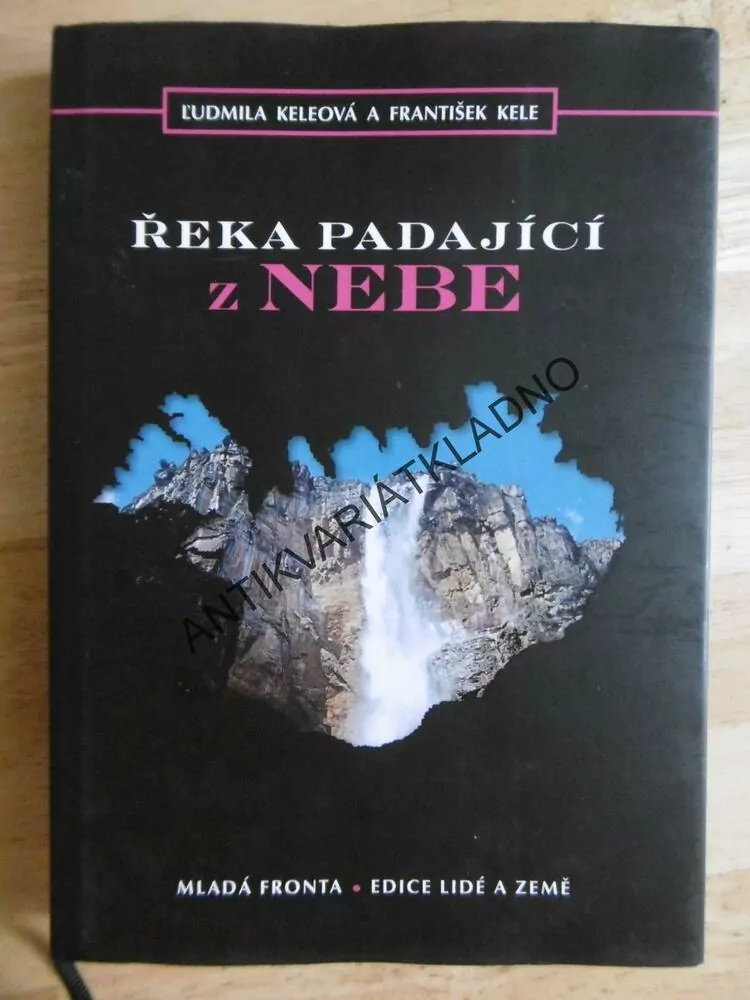 ĽUDMILA KELEOVÁ A FRANTIŠEK KELE
ŘEKA PADAJÍCÍ
z NEBE
ANTIKVARIÁTKLADNO
MLADÁ FRONTA • EDICE LIDÉ A ZEMĚ